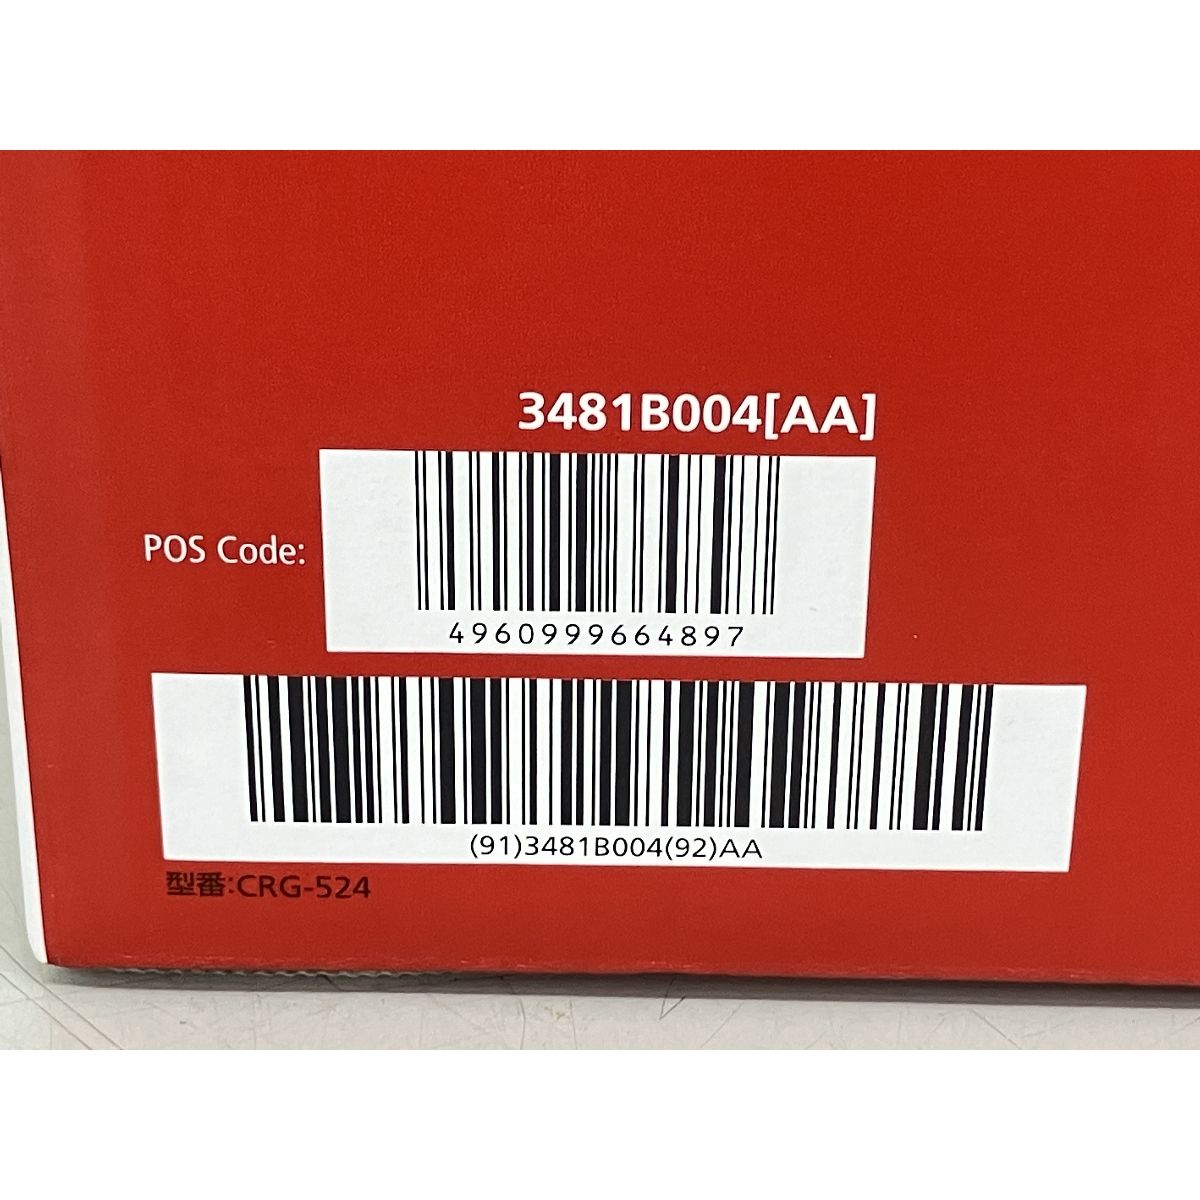 3481B004[AA]
POS Code:
4960999664897
(91)3481B004(92)AA
型番:CRG-524